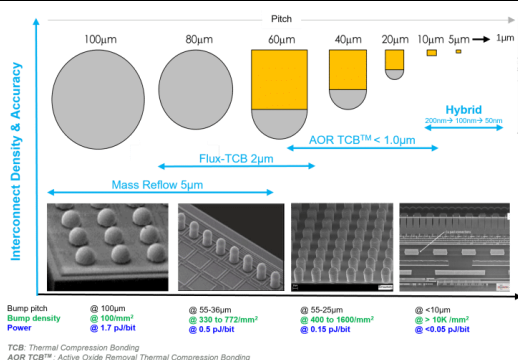 Pitch
100μm 80μm 60μm 40μm 20μm 10μm 5μm 1μm
Interconnect Density & Accuracy
Hybrid
200nm→ 100nm→ 50nm
AOR TCB™ < 1.0μm
Flux-TCB 2μm
Mass Reflow 5μm
Bump pitch @ 100μm @ 55-36μm @ 55-25μm @ <10μm
Bump density @ 100/mm² @ 330 to 772/mm² @ 400 to 1600/mm² @ > 10K /mm²
Power @ 1.7 pJ/bit @ 0.5 pJ/bit @ 0.15 pJ/bit @ <0.05 pJ/bit
TCB: Thermal Compression Bonding
AOR TCB™ : Active Oxide Removal Thermal Compression Bonding